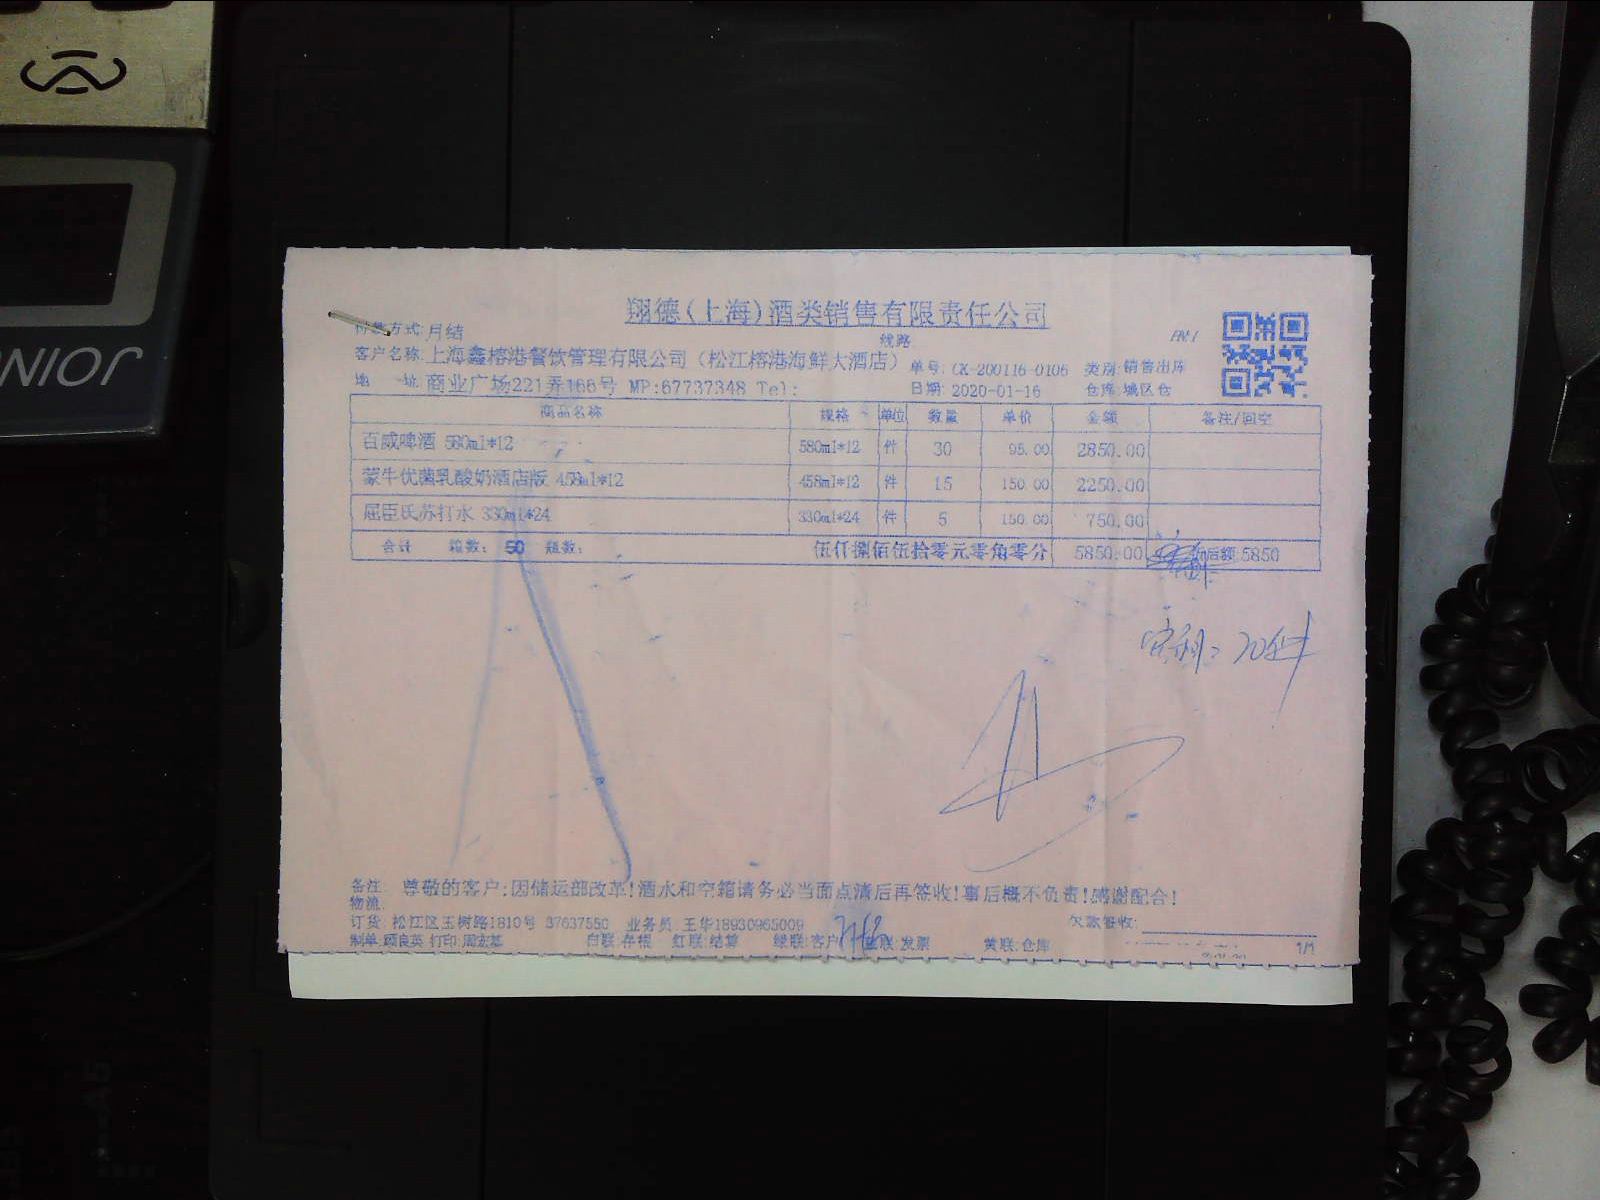 JOINIOR
翔德(上海)酒类销售有限责任公司
方式:月结
线路
客户名称:上海鑫榕港餐饮管理有限公司(松江榕港海鲜大酒店)
单号: CK-200116-0106 类别:销售出库
地 址:商业广场221弄166号 MP:67737348 Tel:
日期: 2020-01-16 仓库:城区仓
商品名称 规格 单位 数量 单价 金额 备注/回空
百威啤酒 580ml*12 580ml*12 件 30 95.00 2850.00
蒙牛优菌乳酸奶酒店版 458ml*12 458ml*12 件 15 150.00 2250.00
屈臣氏苏打水 330ml*24 330ml*24 件 5 150.00 750.00
合计 箱数: 50 瓶数: 伍仟捌佰伍拾零元零角零分 5850.00 后额:5850
70件
备注: 尊敬的客户:因储运部改革!酒水和空箱请务必当面点清后再签收!事后概不负责!感谢配合!
物流:
订货:松江区玉树路1810号 37637550 业务员:王华18930965009 欠款签收:
制单:顾良英 打印:周宏基 白联:存根 红联:结算 绿联:客户 蓝联:发票 黄联:仓库 1/1